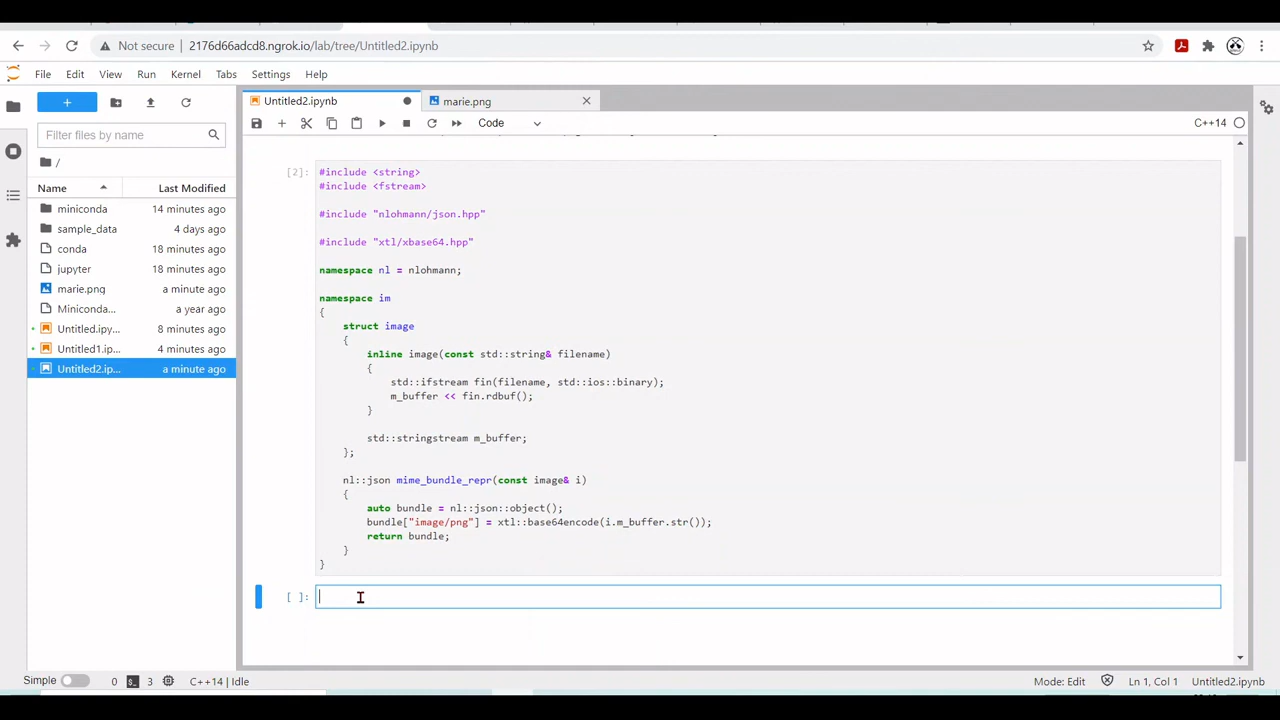 Not secure 2176d66adcd8.ngrok.io/lab/tree/Untitled2.ipynb
File Edit View Run Kernel Tabs Settings Help
Untitled2.ipynb marie.png
Code C++14
Filter files by name
/
Name Last Modified
miniconda 14 minutes ago
sample_data 4 days ago
conda 18 minutes ago
jupyter 18 minutes ago
marie.png a minute ago
Miniconda... a year ago
Untitled.ipy... 8 minutes ago
Untitled1.ip... 4 minutes ago
Untitled2.ip... a minute ago
[2]:
#include <string>
#include <fstream>
#include "nlohmann/json.hpp"
#include "xtl/xbase64.hpp"
namespace nl = nlohmann;
namespace im
{
struct image
{
inline image(const std::string& filename)
{
std::ifstream fin(filename, std::ios::binary);
m_buffer << fin.rdbuf();
}
std::stringstream m_buffer;
};
nl::json mime_bundle_repr(const image& i)
{
auto bundle = nl::json::object();
bundle["image/png"] = xtl::base64encode(i.m_buffer.str());
return bundle;
}
}
[ ]:
Simple 0 3 C++14 | Idle Mode: Edit Ln 1, Col 1 Untitled2.ipynb